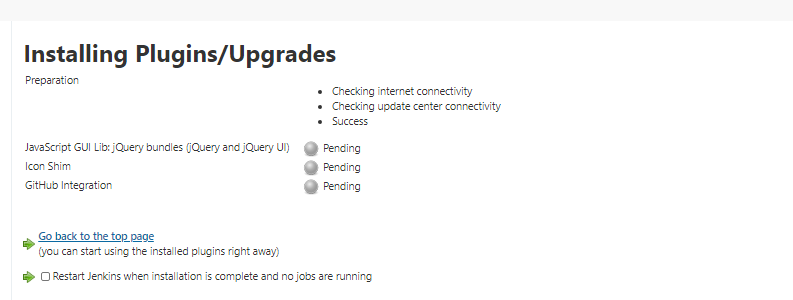 Installing Plugins/Upgrades
Preparation
Checking internet connectivity
Checking update center connectivity
Success
JavaScript GUI Lib: jQuery bundles (jQuery and jQuery UI) Pending
Icon Shim Pending
GitHub Integration Pending
Go back to the top page
(you can start using the installed plugins right away)
Restart Jenkins when installation is complete and no jobs are running